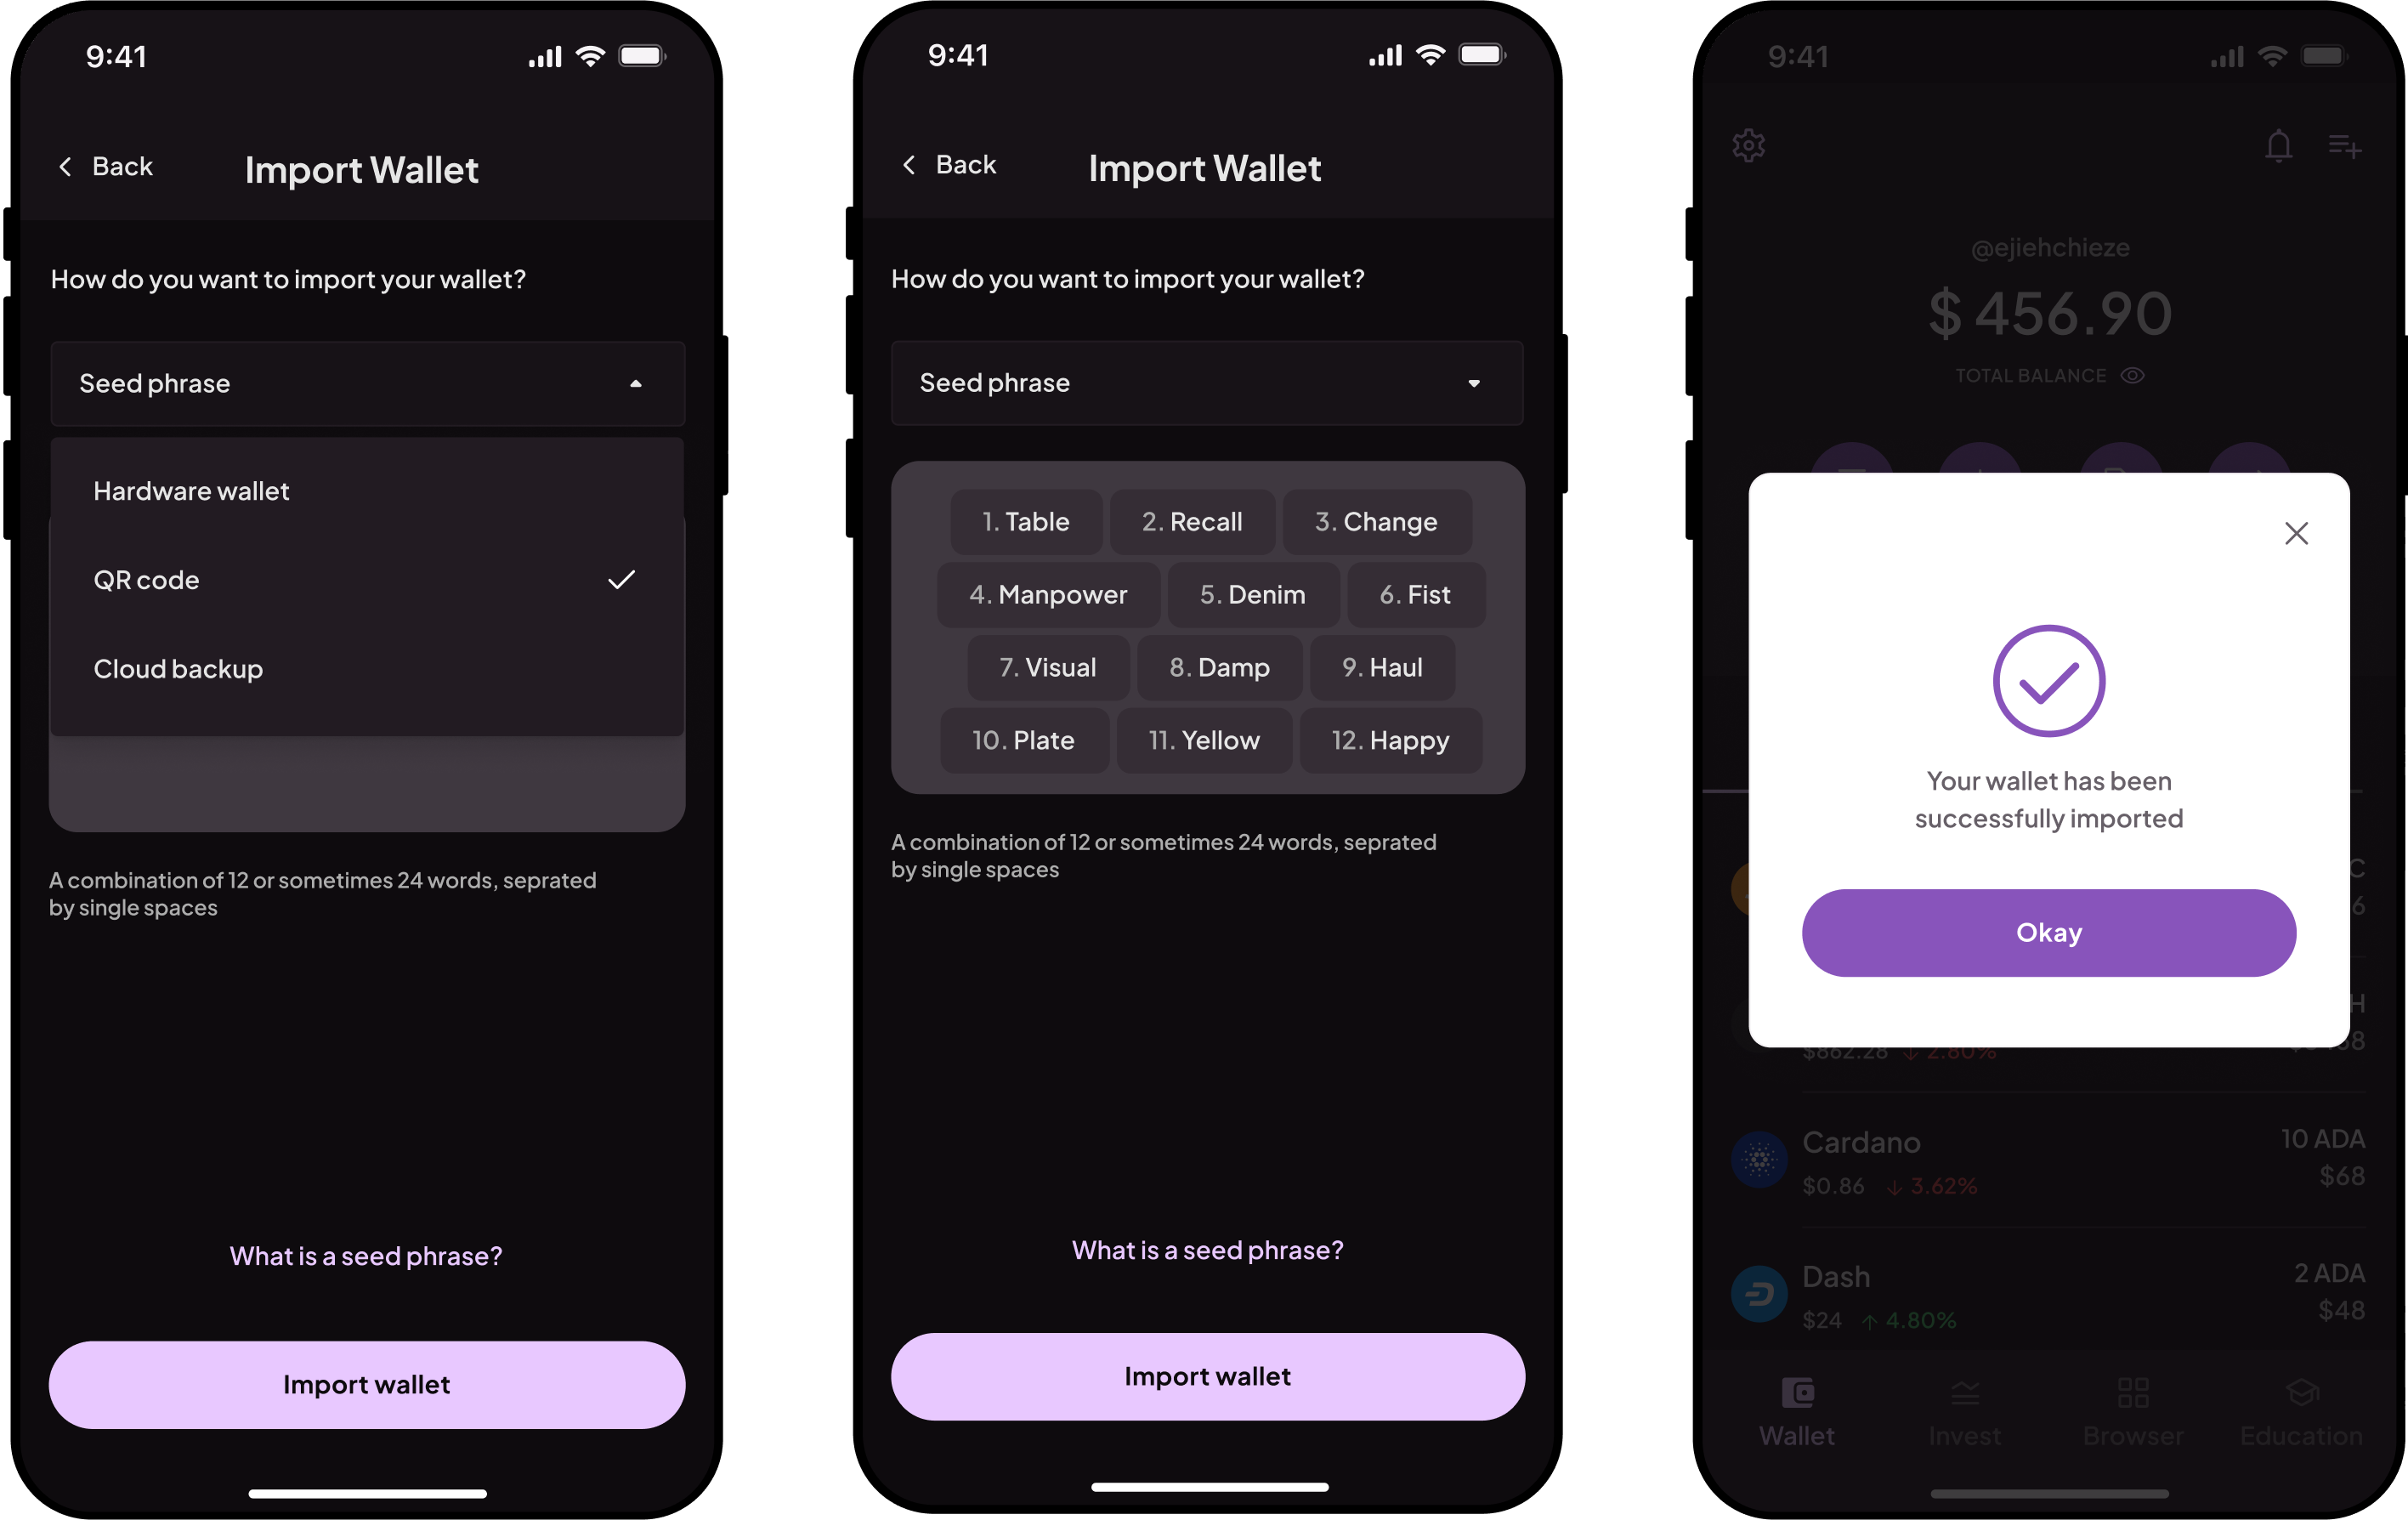 9:41
Back
Import Wallet
How do you want to import your wallet?
Seed phrase
Hardware wallet
QR code
Cloud backup
A combination of 12 or sometimes 24 words, seprated
by single spaces
What is a seed phrase?
Import wallet
9:41
Back
Import Wallet
How do you want to import your wallet?
Seed phrase
1. Table 2. Recall 3. Change
4. Manpower 5. Denim 6. Fist
7. Visual 8. Damp 9. Haul
10. Plate 11. Yellow 12. Happy
A combination of 12 or sometimes 24 words, seprated
by single spaces
What is a seed phrase?
Import wallet
9:41
@ejiehchieze
$ 456.90
TOTAL BALANCE
Your wallet has been
successfully imported
Okay
$862.28 ↓ 2.80%
Cardano 10 ADA
$0.86 ↓ 3.62% $68
Dash 2 ADA
$24 ↑ 4.80% $48
Wallet Invest Browser Education